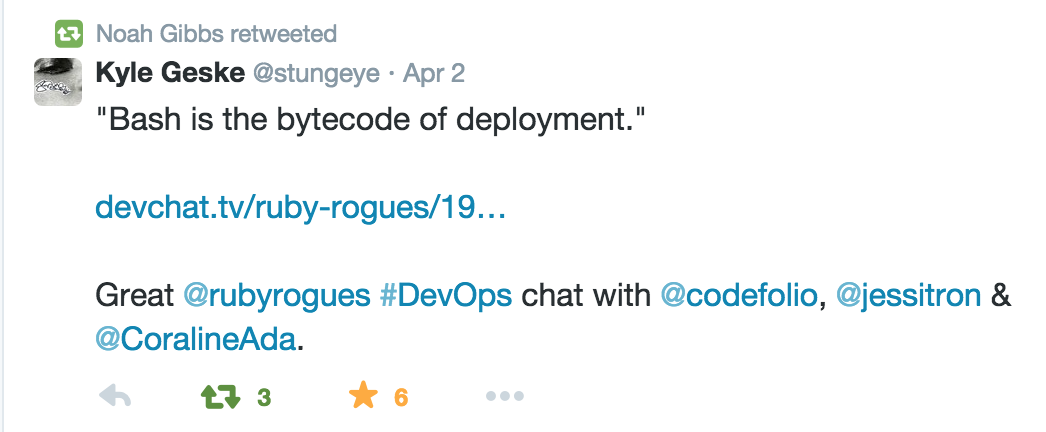 Noah Gibbs retweeted
Kyle Geske @stungeye · Apr 2
"Bash is the bytecode of deployment."
devchat.tv/ruby-rogues/19…
Great @rubyrogues #DevOps chat with @codefolio, @jessitron &
@CoralineAda.
3 6